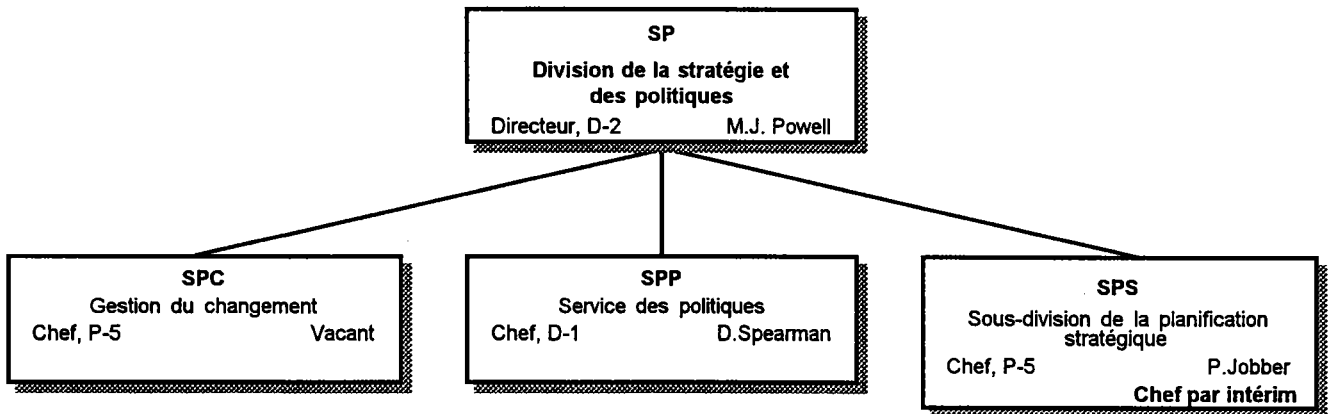 SP
Division de la stratégie et
des politiques
Directeur, D-2 M.J. Powell
SPC
Gestion du changement
Chef, P-5 Vacant
SPP
Service des politiques
Chef, D-1 D.Spearman
SPS
Sous-division de la planification
stratégique
Chef, P-5 P.Jobber
Chef par intérim